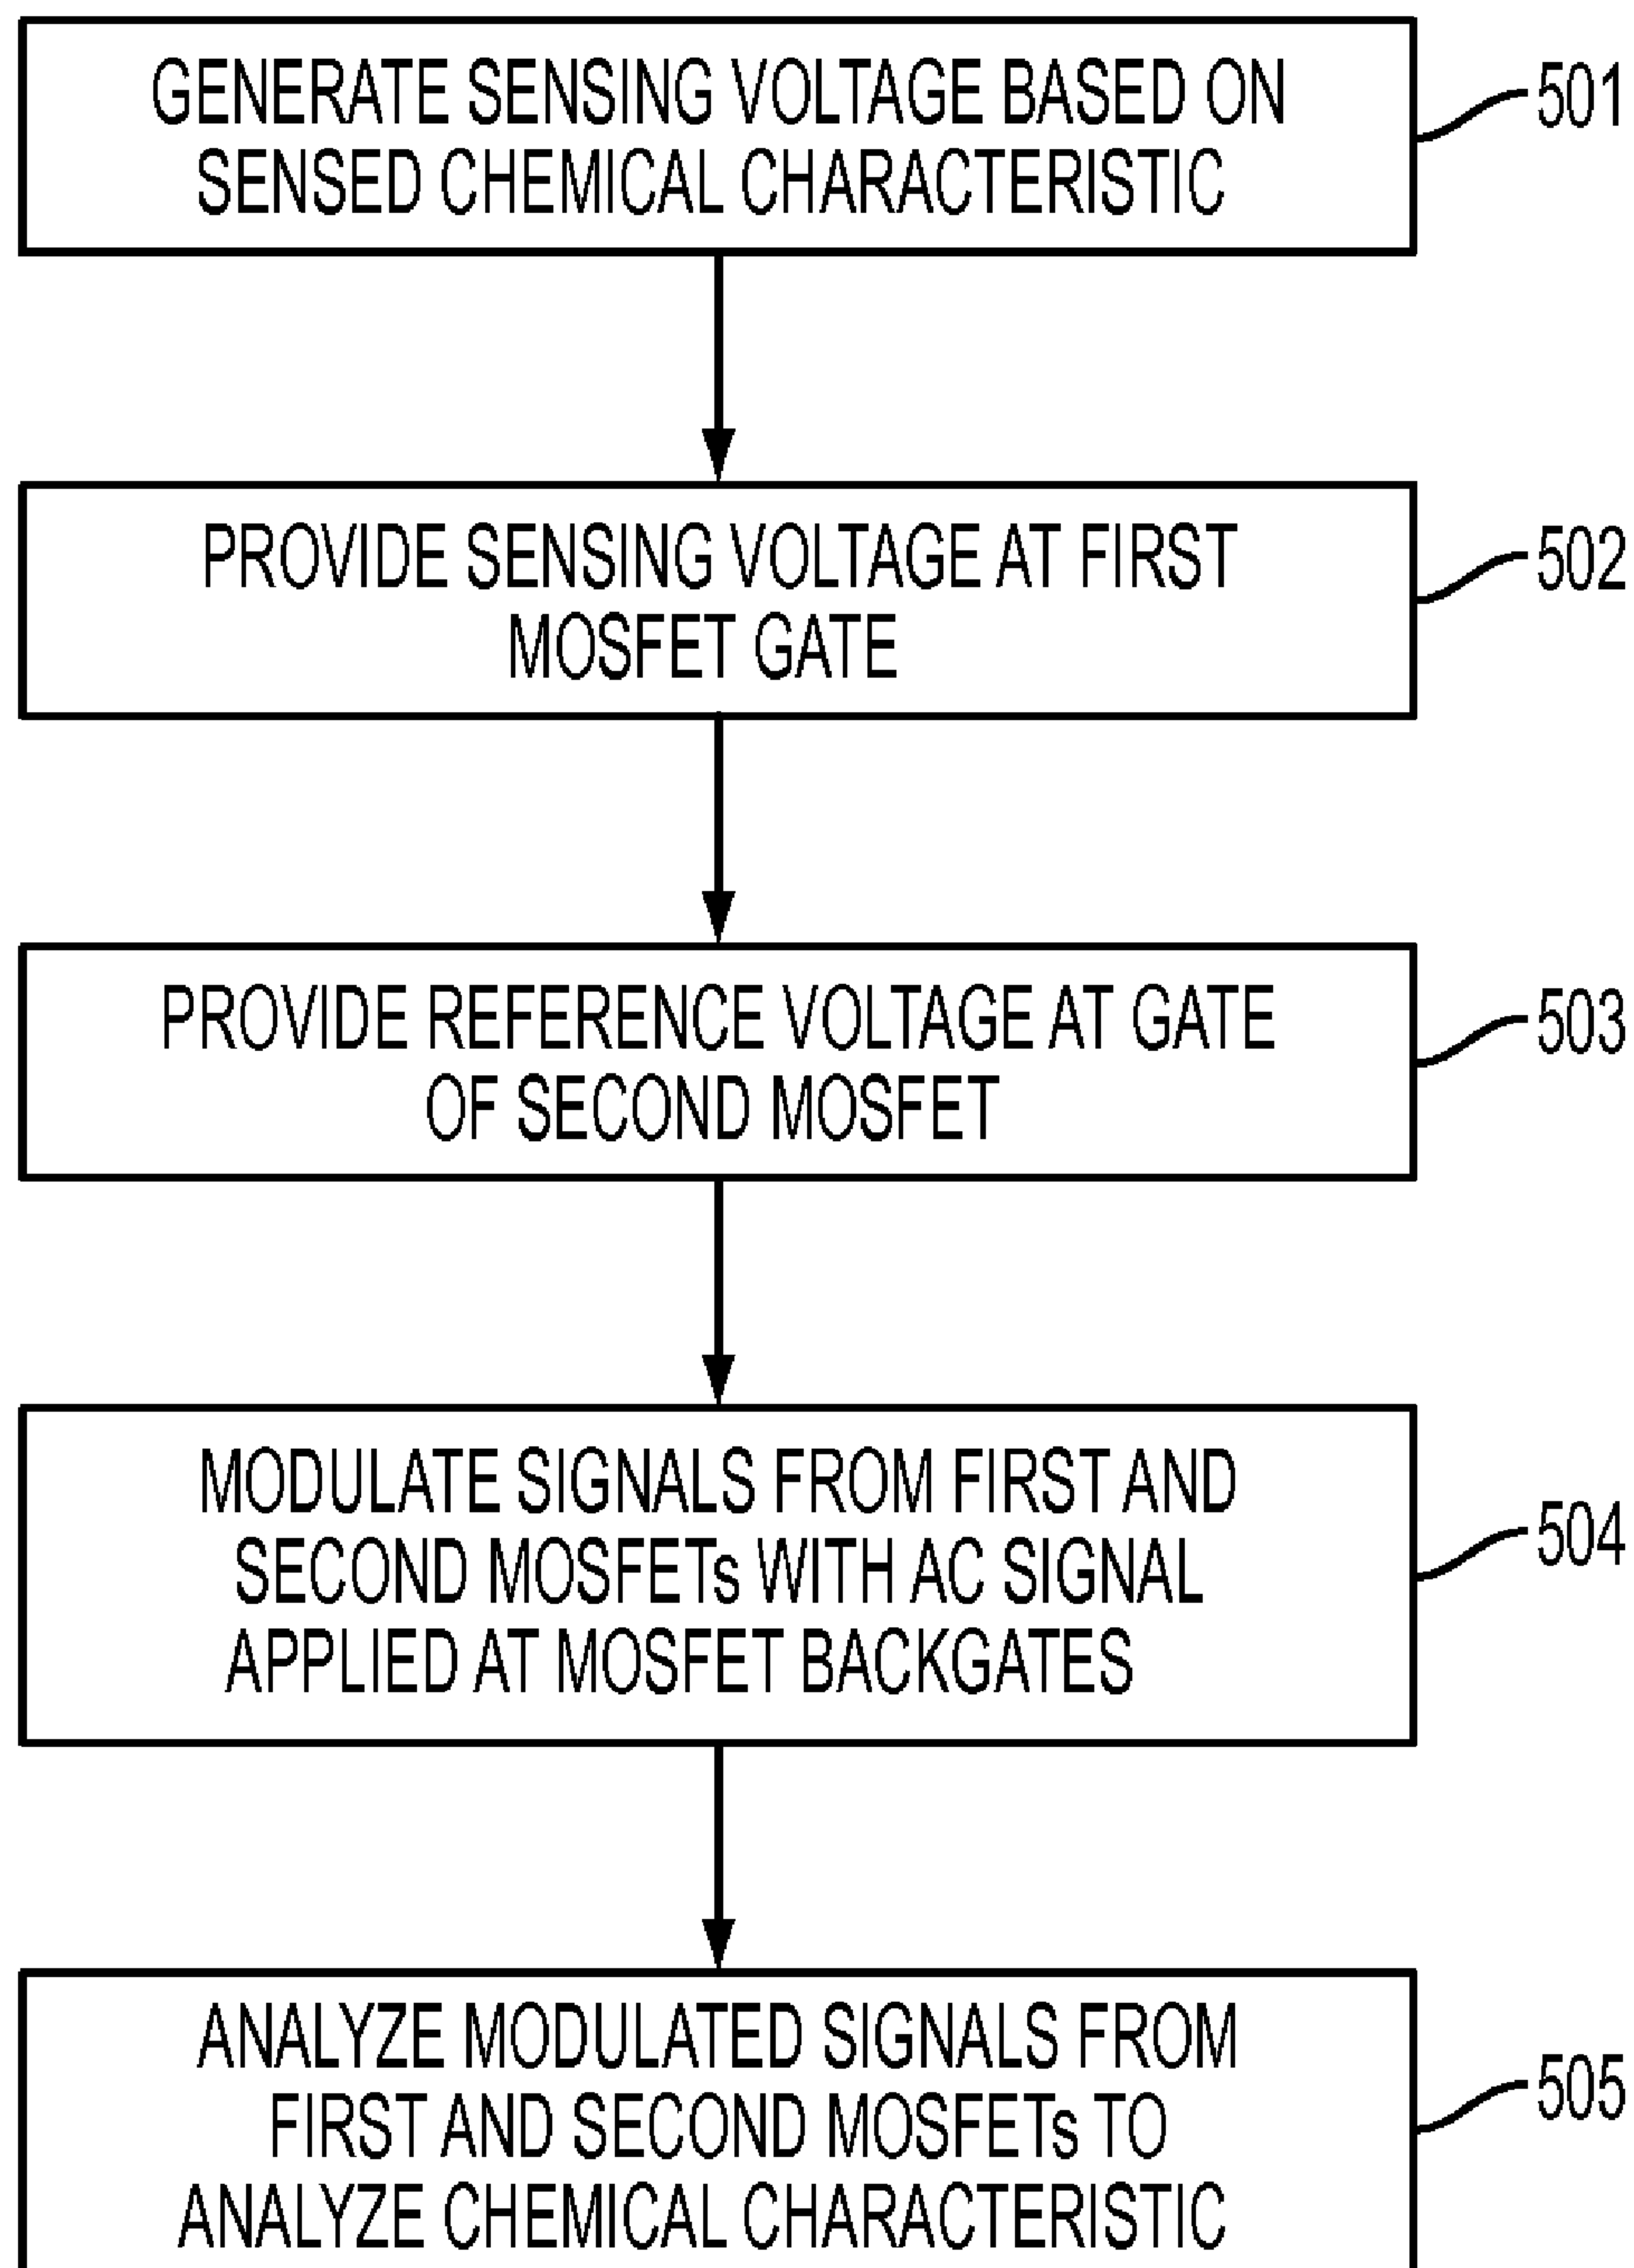 GENERATE SENSING VOLTAGE BASED ON
SENSED CHEMICAL CHARACTERISTIC
501
PROVIDE SENSING VOLTAGE AT FIRST
MOSFET GATE
502
PROVIDE REFERENCE VOLTAGE AT GATE
OF SECOND MOSFET
503
MODULATE SIGNALS FROM FIRST AND
SECOND MOSFETs WITH AC SIGNAL
APPLIED AT MOSFET BACKGATES
504
ANALYZE MODULATED SIGNALS FROM
FIRST AND SECOND MOSFETs TO
ANALYZE CHEMICAL CHARACTERISTIC
505